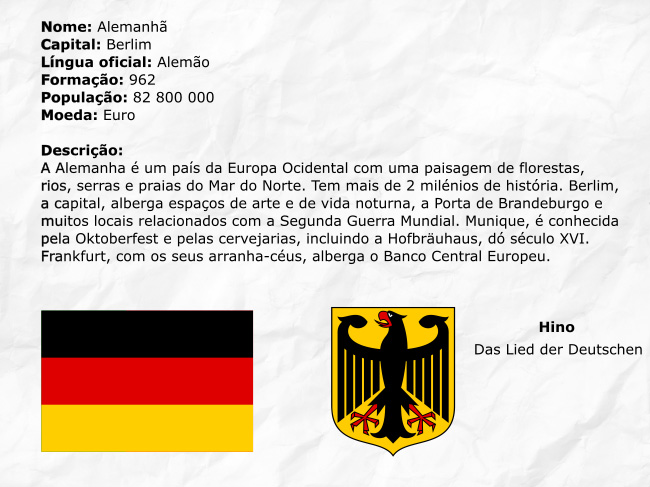 Nome: Alemanhã
Capital: Berlim
Língua oficial: Alemão
Formação: 962
População: 82 800 000
Moeda: Euro
Descrição:
A Alemanha é um país da Europa Ocidental com uma paisagem de florestas,
rios, serras e praias do Mar do Norte. Tem mais de 2 milénios de história. Berlim,
a capital, alberga espaços de arte e de vida noturna, a Porta de Brandeburgo e
muitos locais relacionados com a Segunda Guerra Mundial. Munique, é conhecida
pela Oktoberfest e pelas cervejarias, incluindo a Hofbräuhaus, dó século XVI.
Frankfurt, com os seus arranha-céus, alberga o Banco Central Europeu.
Hino
Das Lied der Deutschen